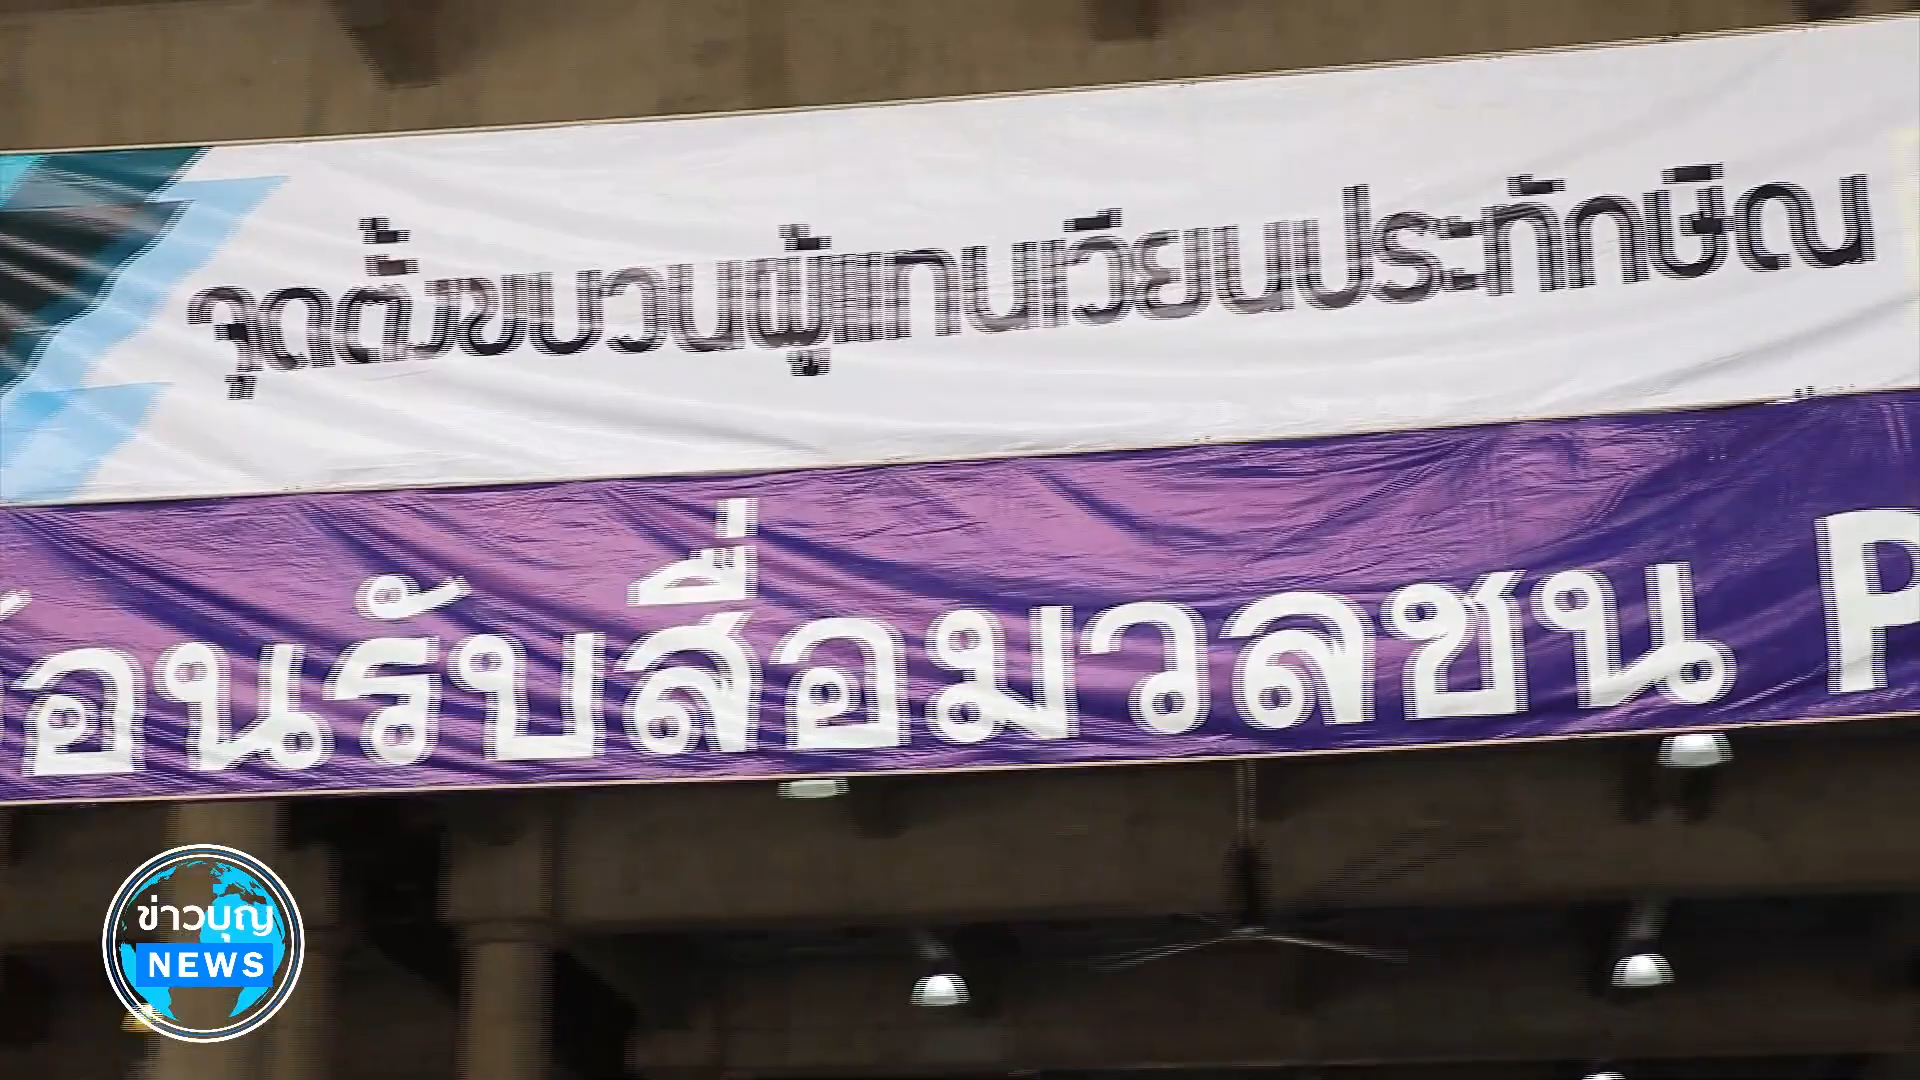 จุดตั้งขบวนผู้แทนเวียนประทักษิณ
อนรับสื่อมวลชน P
ข่าวบุญ
NEWS